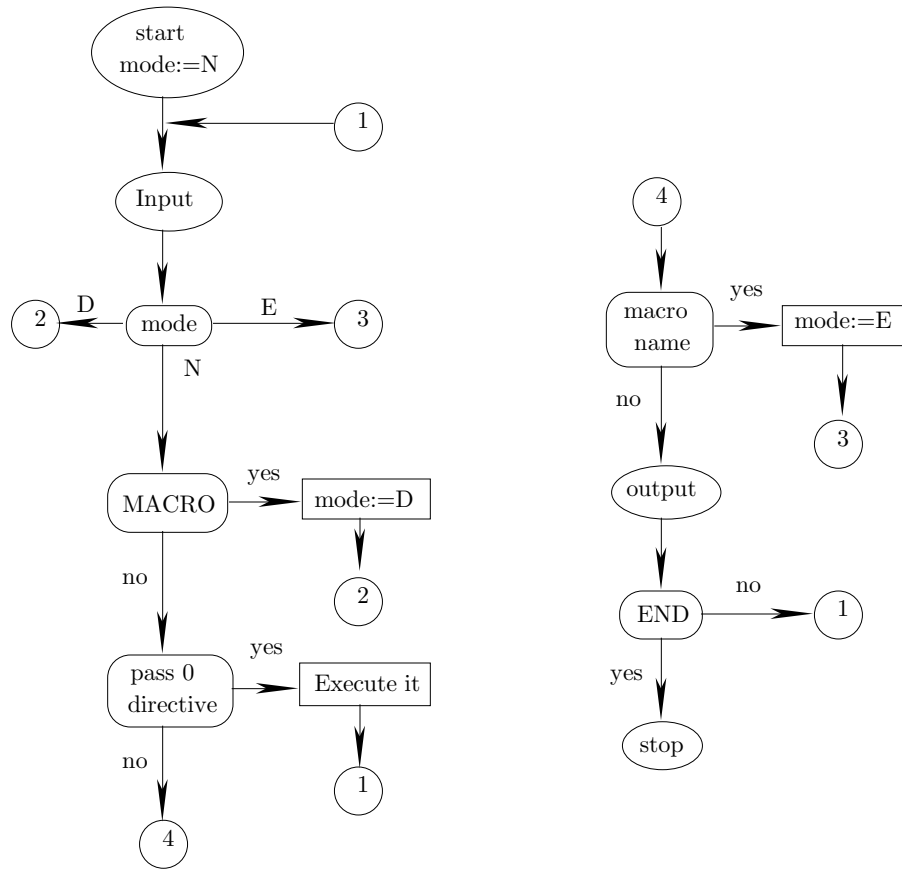 start
mode:=N
1
Input
2
D
mode
E
3
N
MACRO
yes
mode:=D
no
2
pass 0
directive
yes
Execute it
no
1
4
4
macro
name
yes
mode:=E
no
3
output
END
no
1
yes
stop